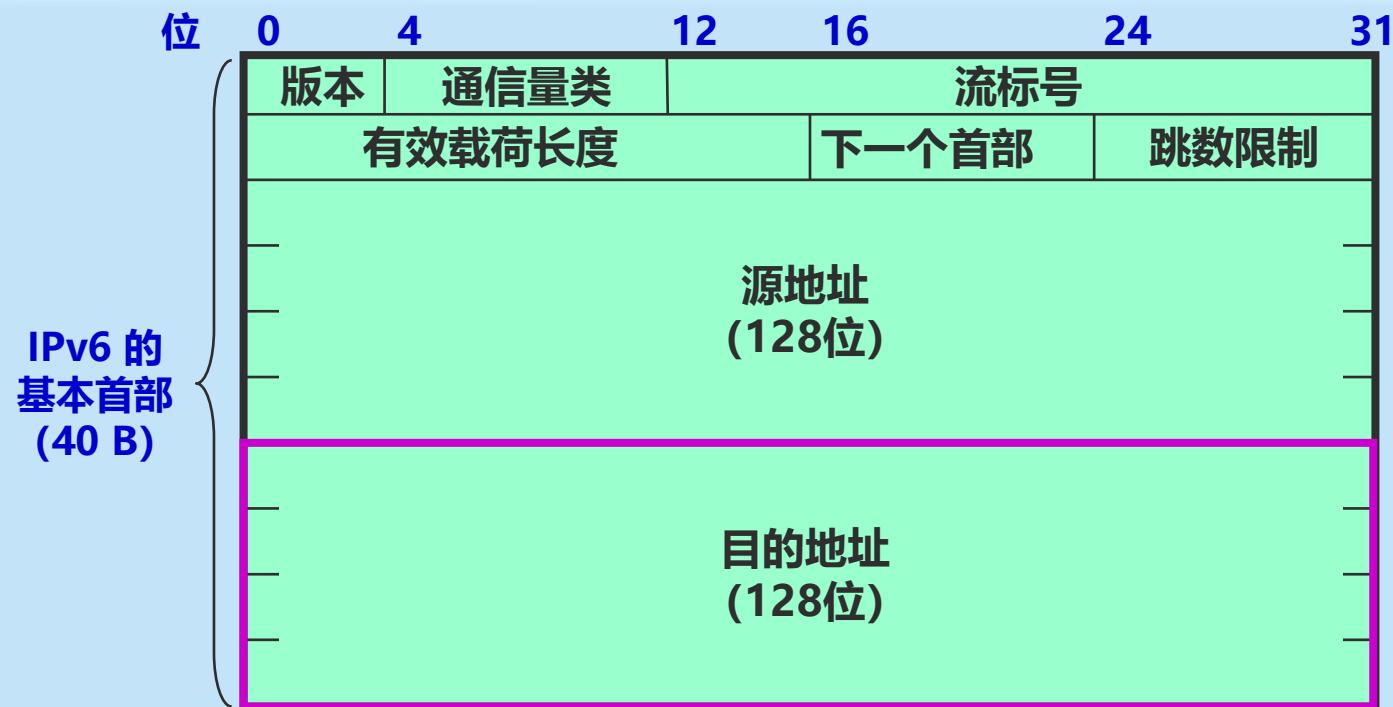 位 0 4 12 16 24 31
版本 通信量类 流标号
有效载荷长度 下一个首部 跳数限制
源地址
(128位)
IPv6 的
基本首部
(40 B)
目的地址
(128位)